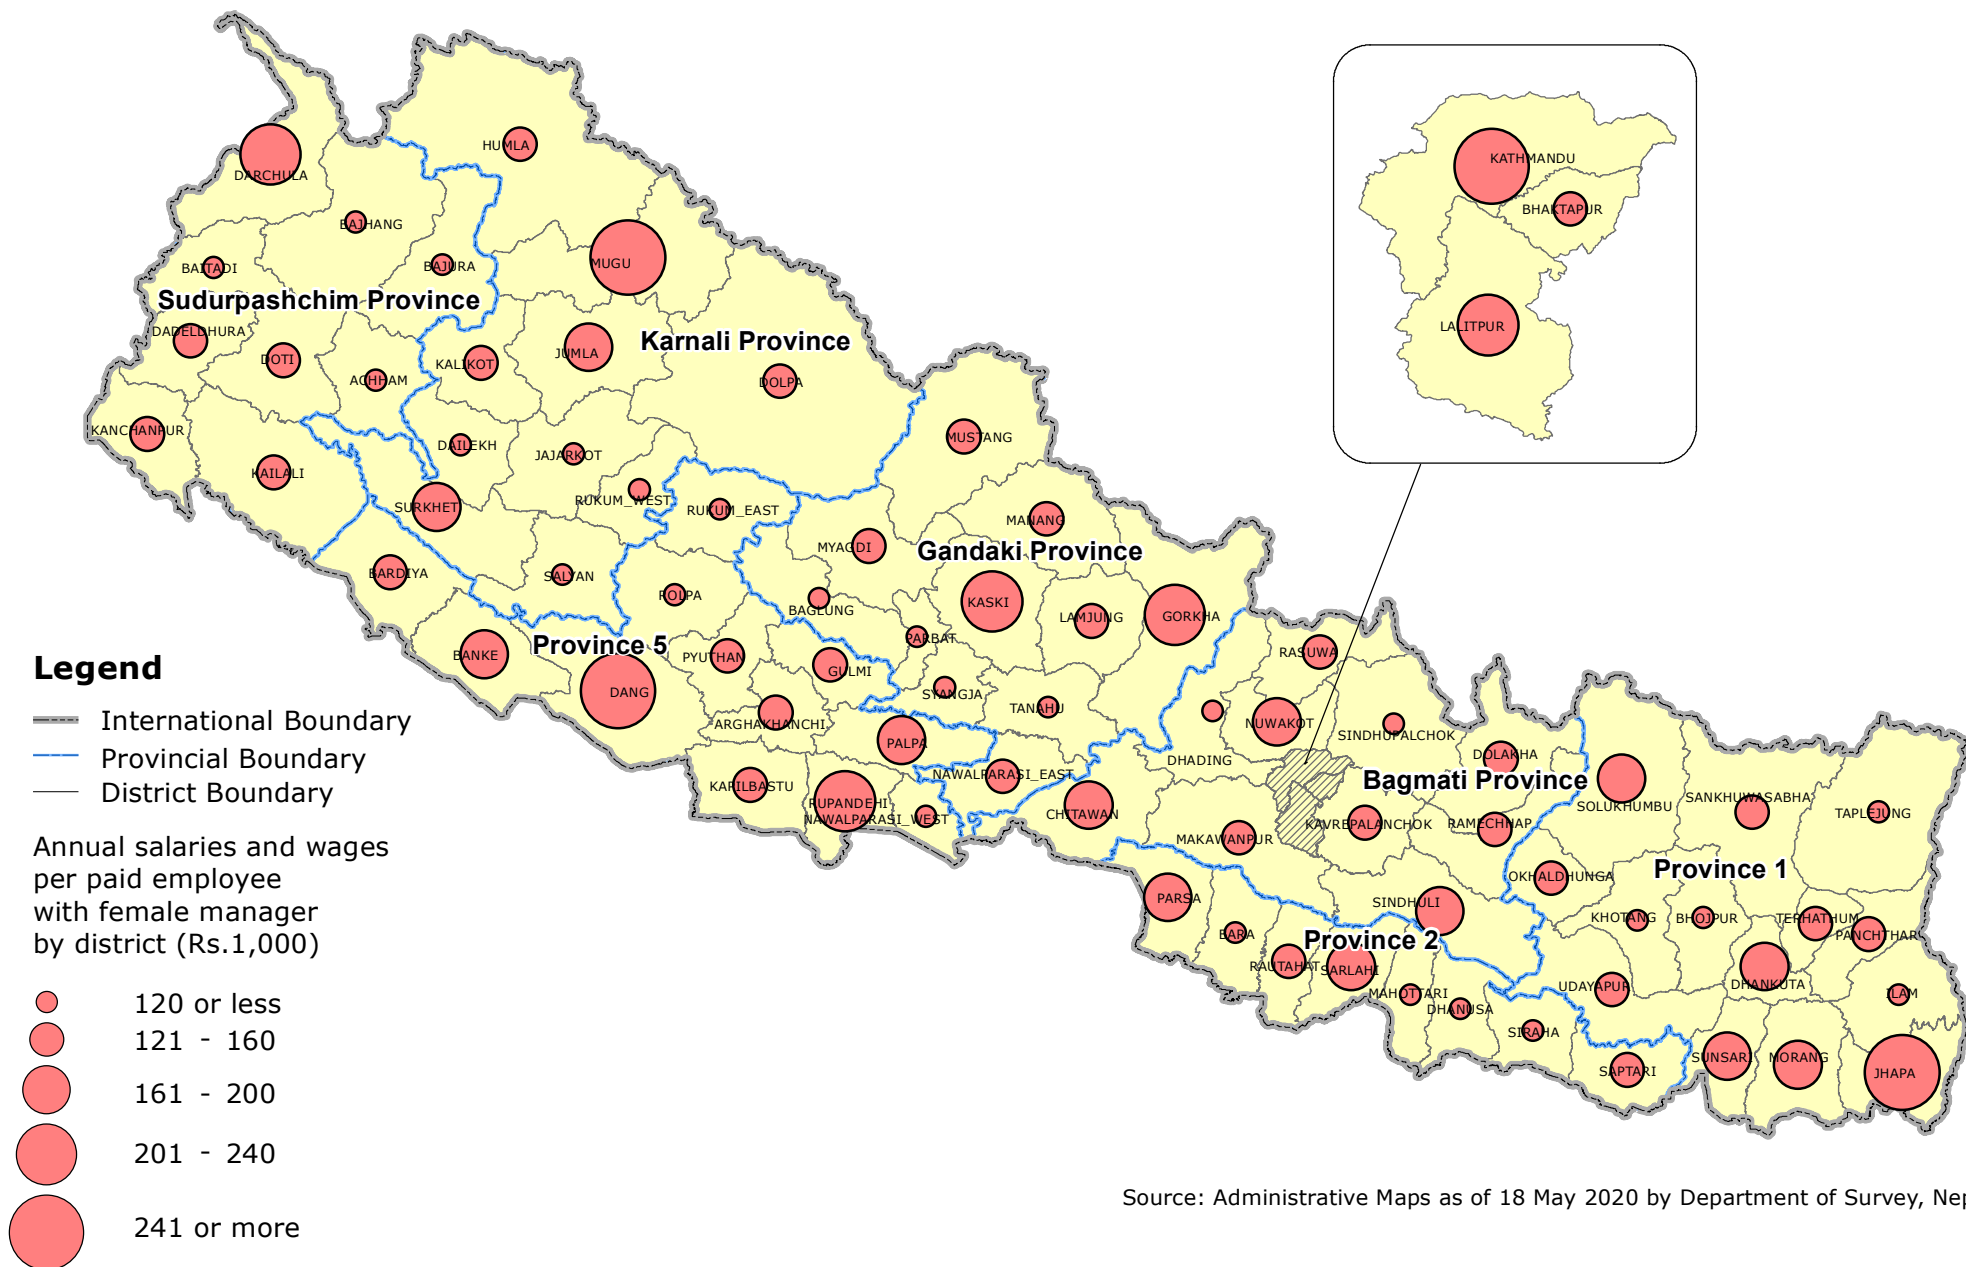 HUMLA
DARCHULA
BAJHANG
BAITADI
BAJURA
MUGU
Sudurpashchim Province
DADELDHURA
DOTI
ACHHAM
KALIKOT
JUMLA
Karnali Province
DOLPA
KANCHANPUR
KAILALI
DAILEKH
JAJARKOT
SURKHET
RUKUM_WEST
RUKUM_EAST
MUSTANG
MANANG
MYAGDI
Gandaki Province
BARDIYA
SALYAN
ROLPA
BAGLUNG
KASKI
LAMJUNG
GORKHA
PARBAT
BANKE
Province 5
PYUTHAN
GULMI
DANG
SYANGJA
TANAHU
ARGHAKHANCHI
PALPA
KAPILBASTU
RUPANDEHI
NAWALPARASI_WEST
NAWALPARASI_EAST
CHITAWAN
KATHMANDU
BHAKTAPUR
LALITPUR
RASUWA
NUWAKOT
DHADING
SINDHUPALCHOK
DOLAKHA
Bagmati Province
MAKAWANPUR
KAVREPALANCHOK
RAMECHHAP
SINDHULI
PARSA
BARA
RAUTAHAT
Province 2
SARLAHI
MAHOTTARI
DHANUSA
SIRAHA
SAPTARI
SOLUKHUMBU
SANKHUWASABHA
TAPLEJUNG
Province 1
OKHALDHUNGA
KHOTANG
BHOJPUR
TERHATHUM
PANCHTHAR
DHANKUTA
UDAYAPUR
ILAM
SUNSARI
MORANG
JHAPA
Legend
International Boundary
Provincial Boundary
District Boundary
Annual salaries and wages
per paid employee
with female manager
by district (Rs.1,000)
120 or less
121 - 160
161 - 200
201 - 240
241 or more
Source: Administrative Maps as of 18 May 2020 by Department of Survey, Nep